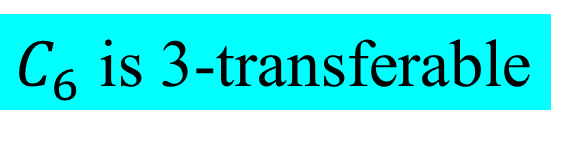 C₆ is 3-transferable